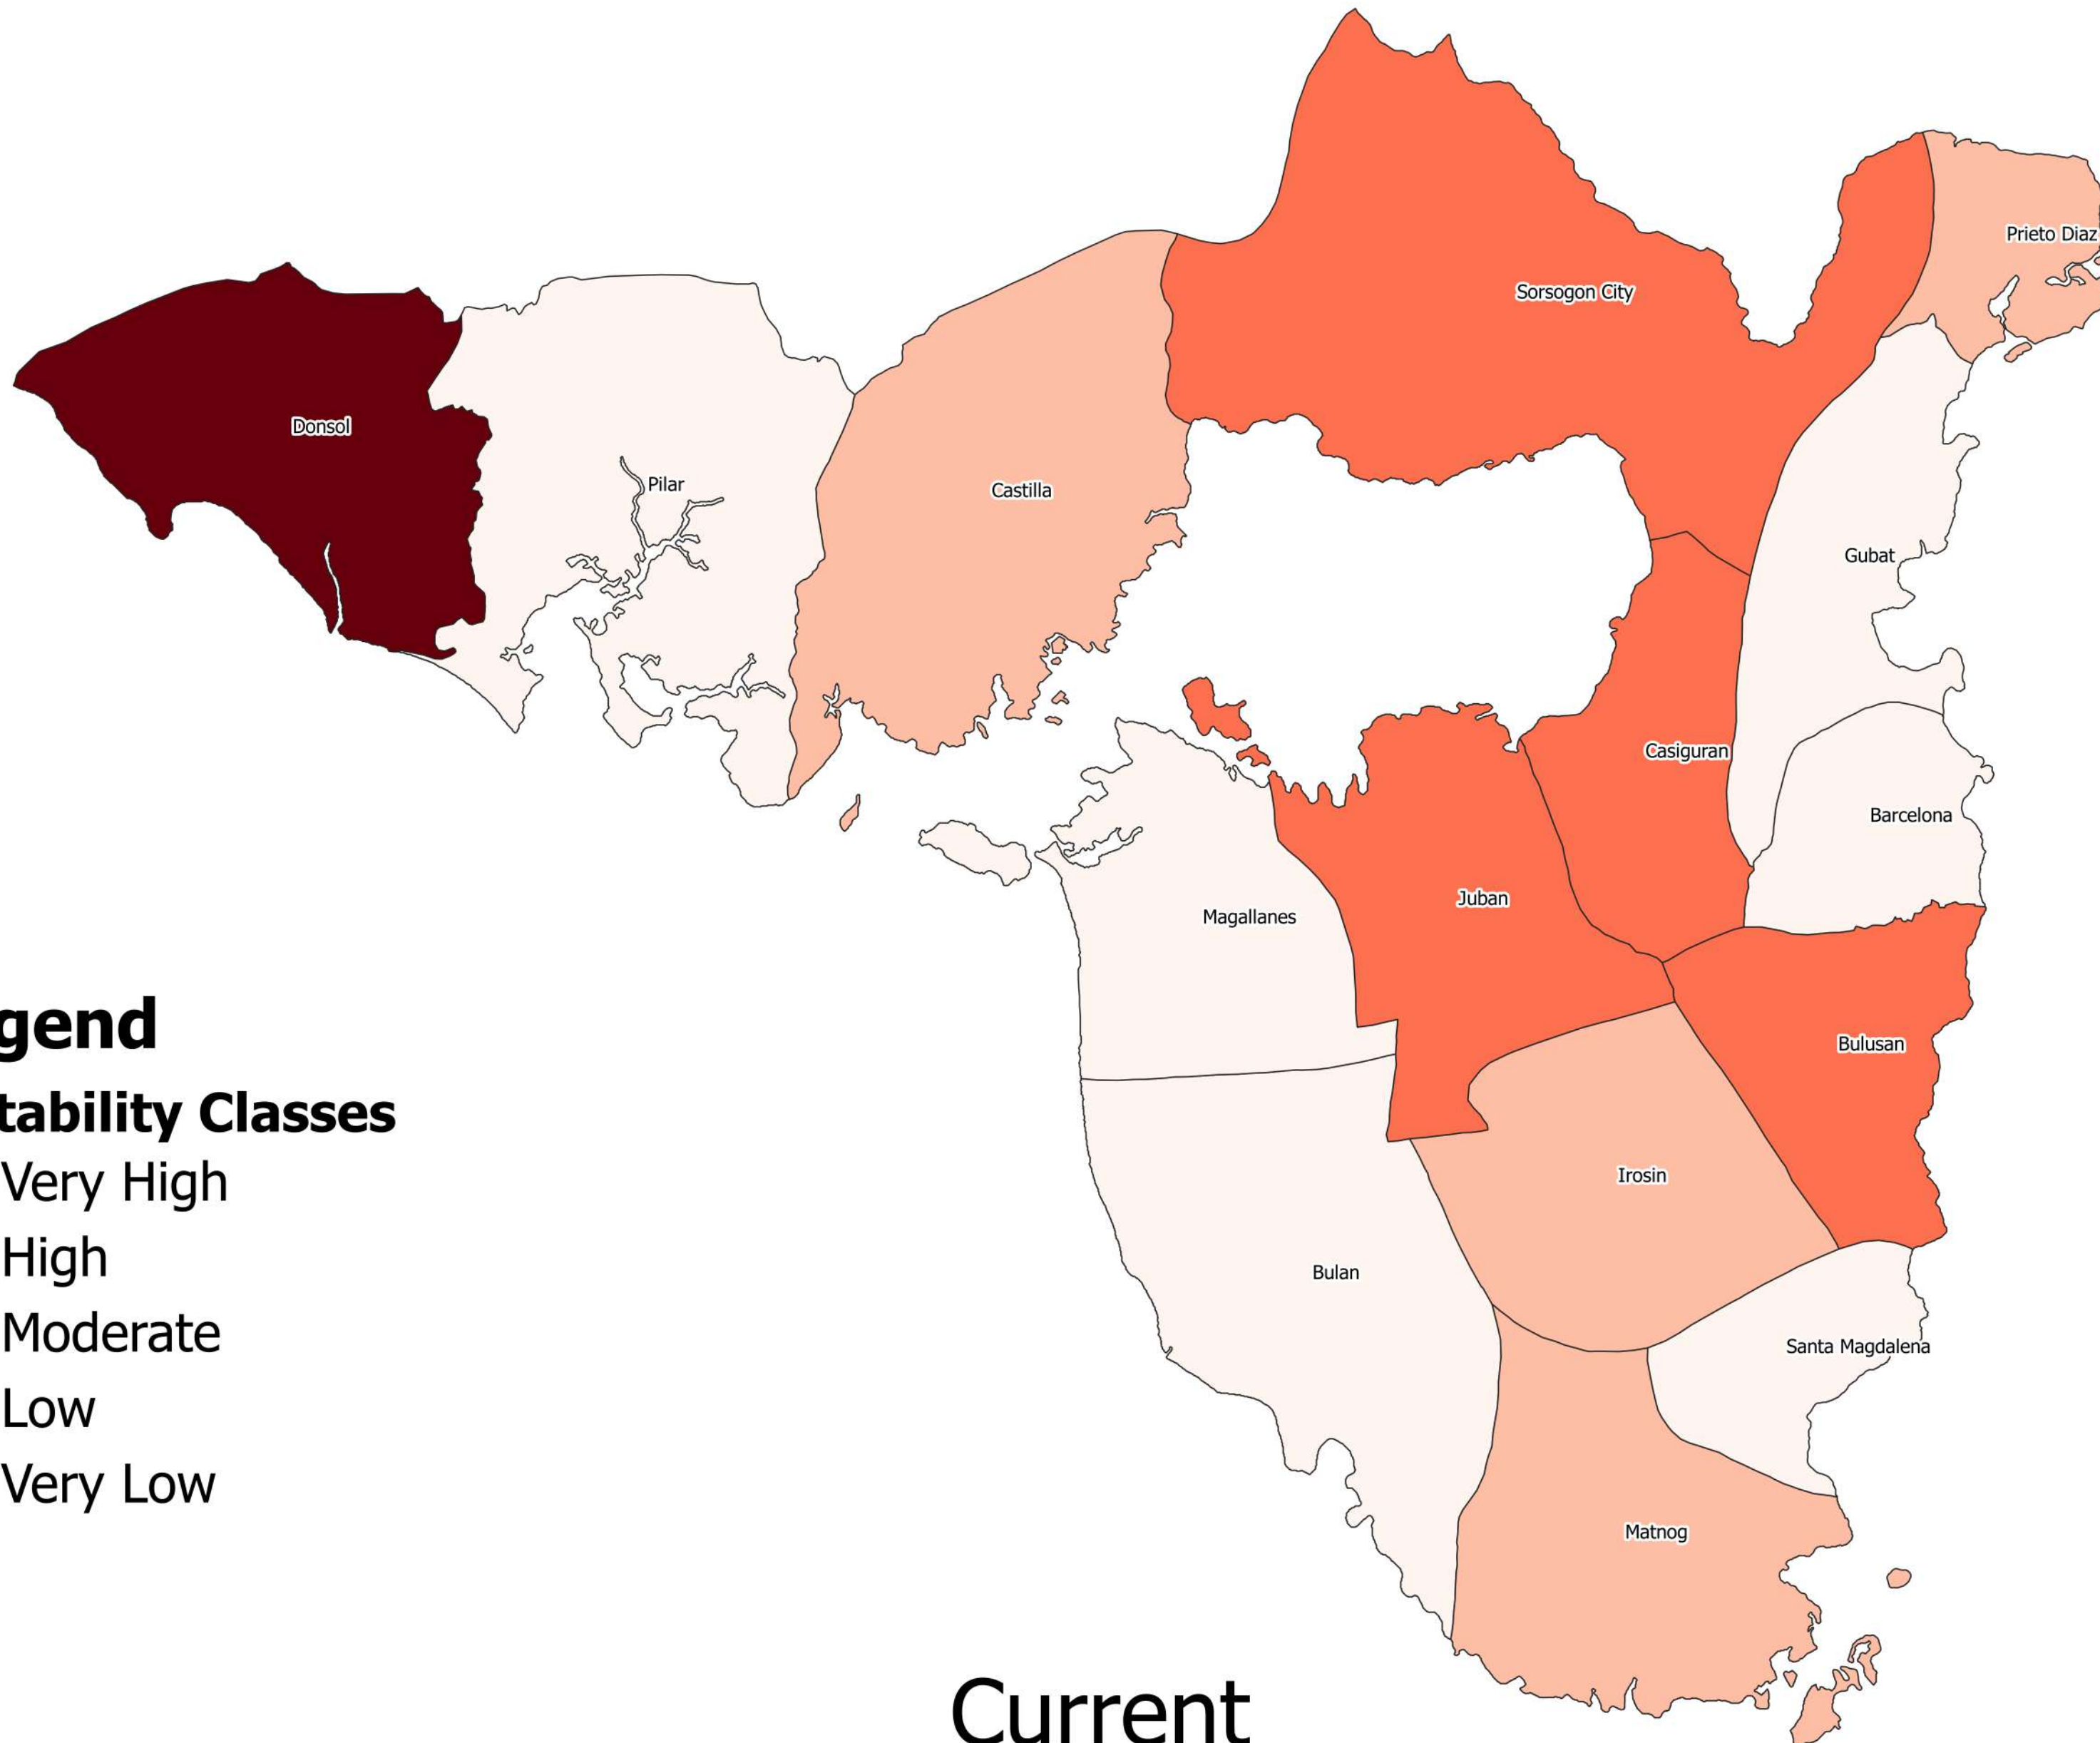 Sorsogon City
Prieto Diaz
Donsol
Pilar
Castilla
Gubat
Casiguran
Barcelona
Juban
Magallanes
Bulusan
Irosin
Bulan
Santa Magdalena
Matnog
gend
tability Classes
Very High
High
Moderate
Low
Very Low
Current